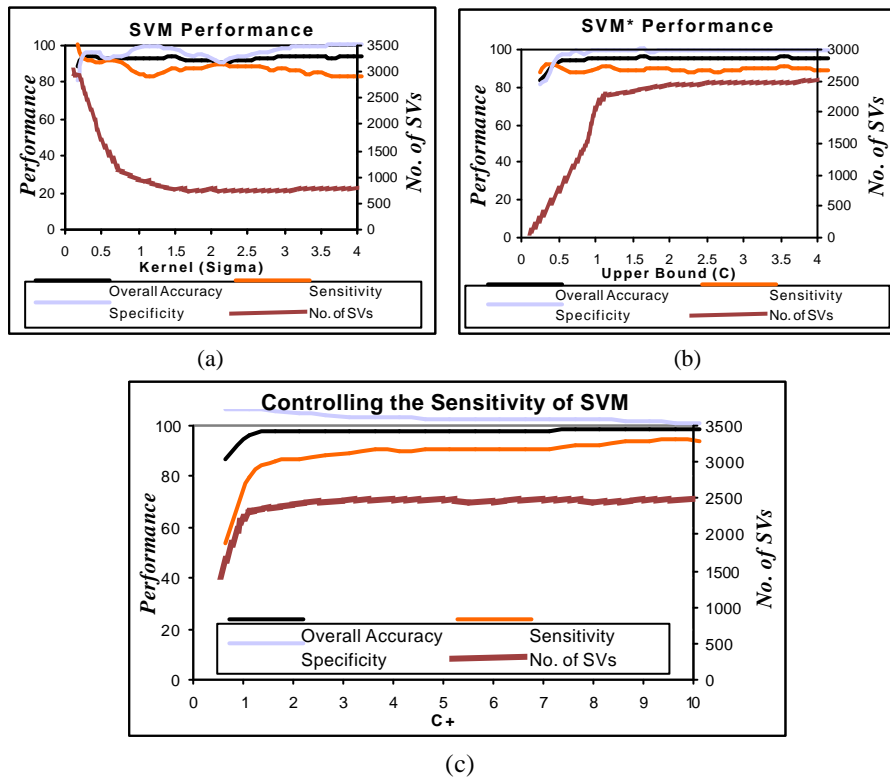 SVM Performance
100
80
60
40
20
0
Performance
3500
3000
2500
2000
1500
1000
500
0
No. of SVs
0 0.5 1 1.5 2 2.5 3 3.5 4
Kernel (Sigma)
Overall Accuracy Sensitivity
Specificity No. of SVs
(a)
SVM* Performance
100
80
60
40
20
0
Performance
3000
2500
2000
1500
1000
500
0
No. of SVs
0 0.5 1 1.5 2 2.5 3 3.5 4
Upper Bound (C)
Overall Accuracy Sensitivity
Specificity No. of SVs
(b)
Controlling the Sensitivity of SVM
100
80
60
40
20
0
Performance
3500
3000
2500
2000
1500
1000
500
0
No. of SVs
0 1 2 3 4 5 6 7 8 9 10
C+
Overall Accuracy Sensitivity
Specificity No. of SVs
(c)